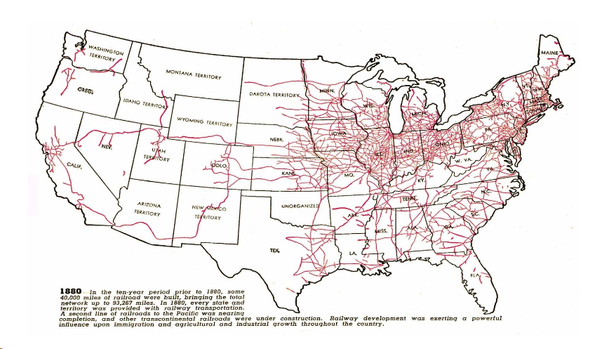 WASHINGTON
TERRITORY
MONTANA TERRITORY
DAKOTA TERRITORY
MINN.
MAINE
OREG.
IDAHO TERRITORY
WYOMING TERRITORY
WIS.
MICH.
N.Y.
IOWA
NEBR.
PA.
NEV.
UTAH
TERRITORY
COLO.
ILL.
IND.
OHIO
W. VA.
VA.
CALIF.
KANS.
MO.
KY.
N.C.
TENN.
ARIZONA
TERRITORY
NEW MEXICO
TERRITORY
UNORGANIZED
ARK.
S.C.
MISS.
ALA.
GA.
TEX.
LA.
FLA.
1880 In the ten-year period prior to 1880, some
40,000 miles of railroad were built, bringing the total
network up to 93,267 miles. In 1880, every state and
territory was provided with railway transportation.
A second line of railroads to the Pacific was nearing
completion, and other transcontinental railroads were under construction. Railway development was exerting a powerful
influence upon immigration and agricultural and industrial growth throughout the country.